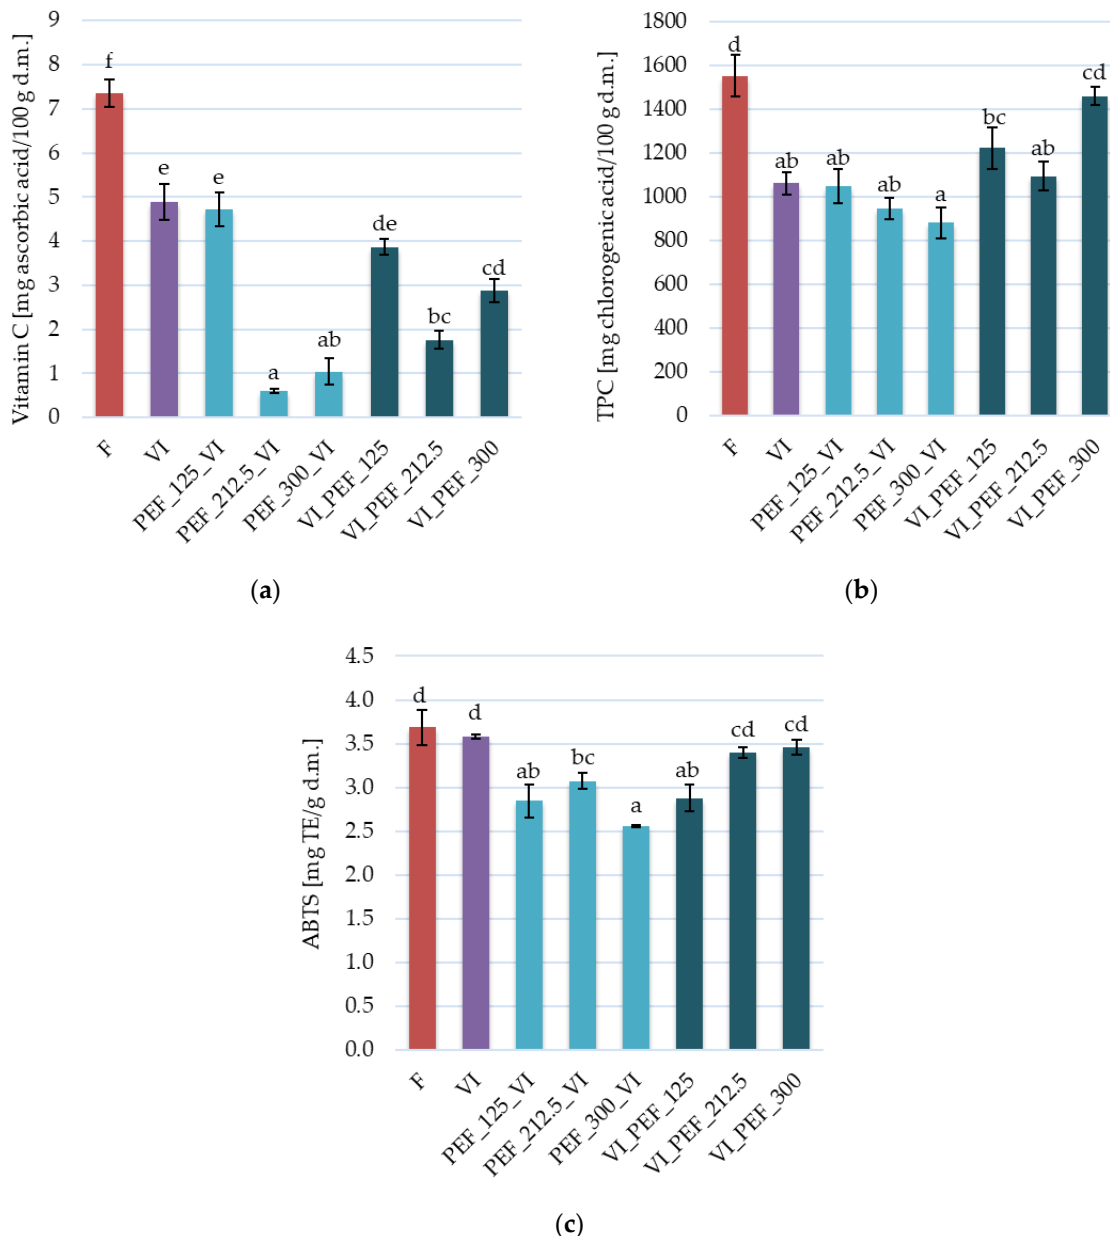 Vitamin C [mg ascorbic acid/100 g d.m.]
9
8
7
6
5
4
3
2
1
0
f
e
e
a
ab
de
bc
cd
F
VI
PEF_125_VI
PEF_212.5_VI
PEF_300_VI
VI_PEF_125
VI_PEF_212.5
VI_PEF_300
(a)
TPC [mg chlorogenic acid/100 g d.m.]
1800
1600
1400
1200
1000
800
600
400
200
0
d
ab
ab
ab
a
bc
ab
cd
F
VI
PEF_125_VI
PEF_212.5_VI
PEF_300_VI
VI_PEF_125
VI_PEF_212.5
VI_PEF_300
(b)
ABTS [mg TE/g d.m.]
4.5
4.0
3.5
3.0
2.5
2.0
1.5
1.0
0.5
0.0
d
d
ab
bc
a
ab
cd
cd
F
VI
PEF_125_VI
PEF_212.5_VI
PEF_300_VI
VI_PEF_125
VI_PEF_212.5
VI_PEF_300
(c)